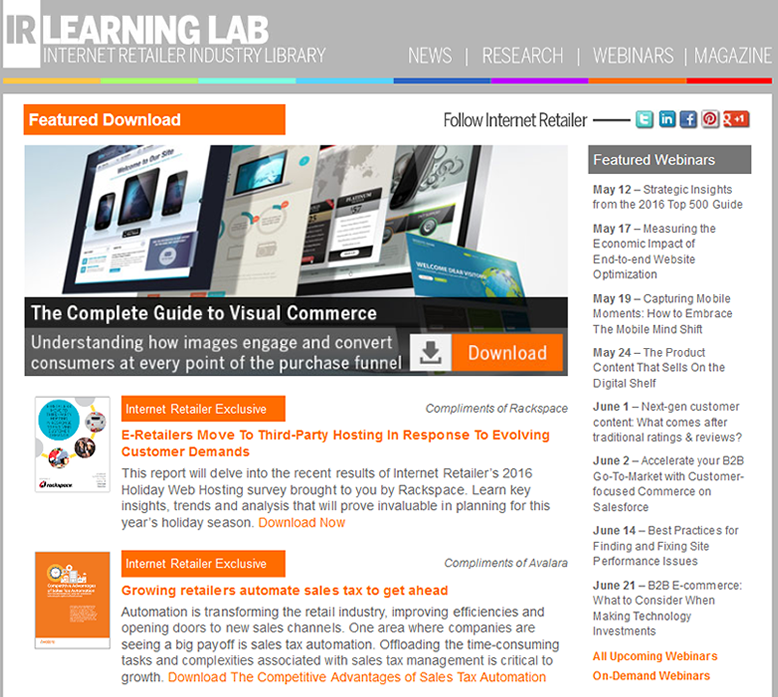 IR LEARNING LAB
INTERNET RETAILER INDUSTRY LIBRARY
NEWS | RESEARCH | WEBINARS | MAGAZINE
Featured Download
Follow Internet Retailer
+1
Welcome to Our Site
PLATINUM
WELCOME DEAR VISITOR
The Complete Guide to Visual Commerce
Understanding how images engage and convert
consumers at every point of the purchase funnel
Download
Internet Retailer Exclusive
Compliments of Rackspace
E-Retailers Move To Third-Party Hosting In Response To Evolving
Customer Demands
This report will delve into the recent results of Internet Retailer's 2016
Holiday Web Hosting survey brought to you by Rackspace. Learn key
insights, trends and analysis that will prove invaluable in planning for this
year's holiday season. Download Now
rackspace
Internet Retailer Exclusive
Compliments of Avalara
Growing retailers automate sales tax to get ahead
Automation is transforming the retail industry, improving efficiencies and
opening doors to new sales channels. One area where companies are
seeing a big payoff is sales tax automation. Offloading the time-consuming
tasks and complexities associated with sales tax management is critical to
growth. Download The Competitive Advantages of Sales Tax Automation
Competitive Advantages
of Sales Tax Automation
Featured Webinars
May 12 – Strategic Insights
from the 2016 Top 500 Guide
May 17 – Measuring the
Economic Impact of
End-to-end Website
Optimization
May 19 – Capturing Mobile
Moments: How to Embrace
The Mobile Mind Shift
May 24 – The Product
Content That Sells On the
Digital Shelf
June 1 – Next-gen customer
content: What comes after
traditional ratings & reviews?
June 2 – Accelerate your B2B
Go-To-Market with Customer-
focused Commerce on
Salesforce
June 14 – Best Practices for
Finding and Fixing Site
Performance Issues
June 21 – B2B E-commerce:
What to Consider When
Making Technology
Investments
All Upcoming Webinars
On-Demand Webinars